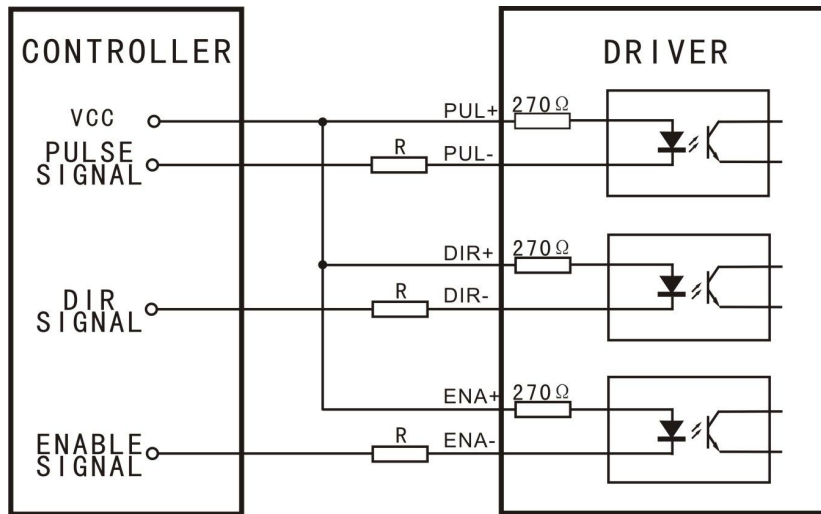 CONTROLLER
DRIVER
VCC
PUL+
270Ω
PULSE
SIGNAL
R
PUL-
DIR+
270Ω
DIR
SIGNAL
R
DIR-
ENA+
270Ω
ENABLE
SIGNAL
R
ENA-